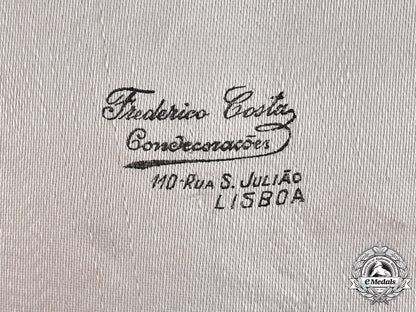 Frederico Costa
Condecorações
110-RUA S. JULIÃO
LISBOA
eMedals